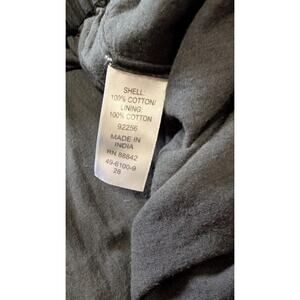 SHELL:
100% COTTON/
LINING:
100% COTTON
92256
MADE IN
INDIA
RN 88842
49-6100-9
28